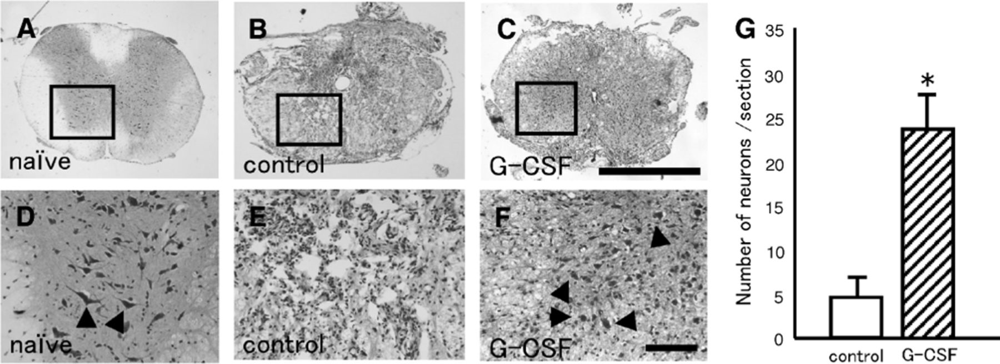 A
naïve
B
control
C
G-CSF
D
naïve
E
control
F
G-CSF
G
Number of neurons /section
35
30
25
20
15
10
5
0
*
control
G-CSF